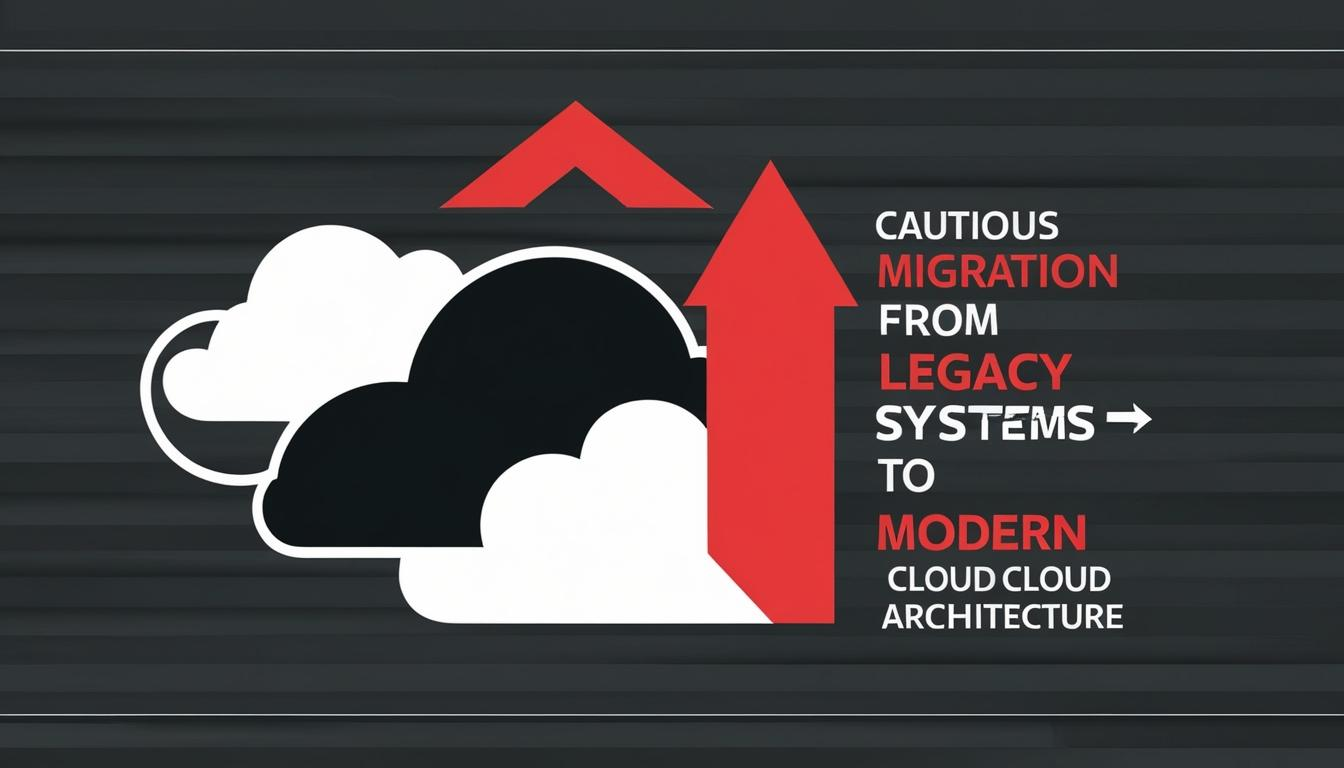 CAUTIOUS
MIGRATION
FROM
LEGACY
SYSTEMS →
TO
MODERN
CLOUD CLOUD
ARCHITECTURE